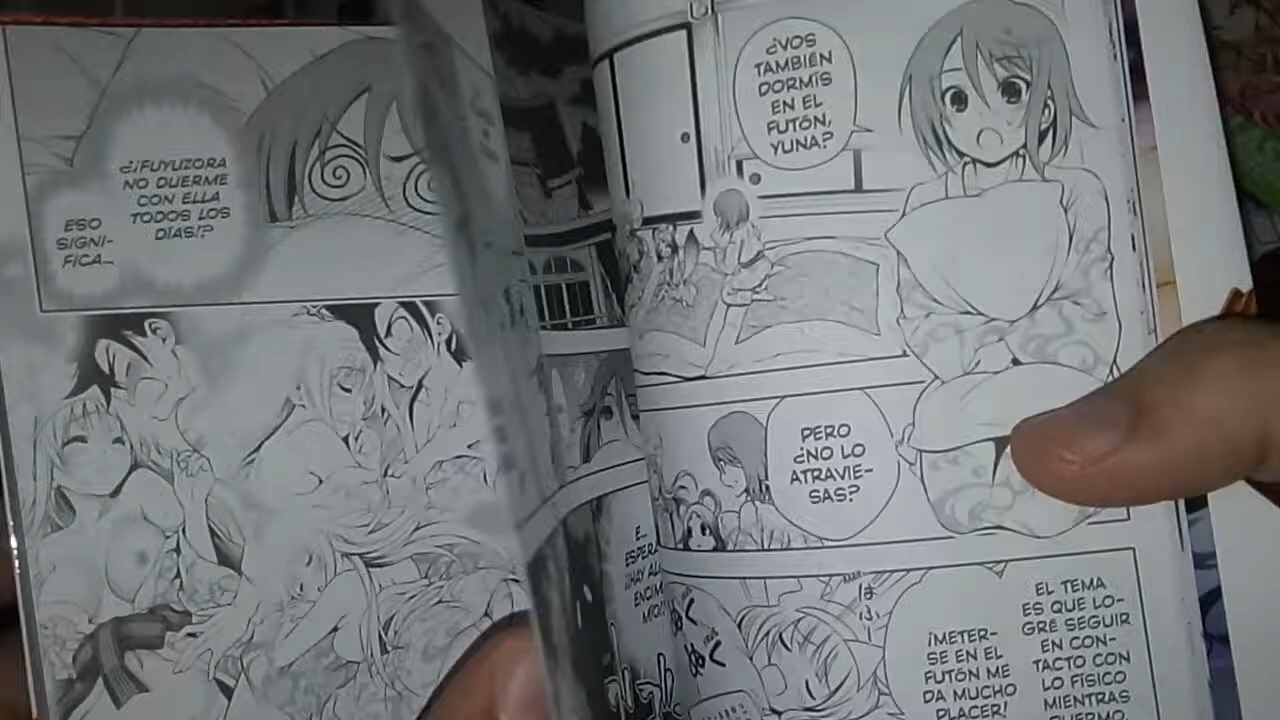 ¿¡FUYUZORA
NO DUERME
CON ELLA
TODOS LOS
DÍAS!?
ESO
SIGNI-
FICA...
¿VOS
TAMBIÉN
DORMÍS
EN EL
FUTÓN,
YUNA?
PERO
¿NO LO
ATRAVIE-
SAS?
E...
ENCIM
EL TEMA
ES QUE LO-
GRÉ SEGUIR
EN CON-
TACTO CON
LO FÍSICO
MIENTRAS
DUERMO
¡METER-
SE EN EL
FUTÓN ME
DA MUCHO
PLACER!